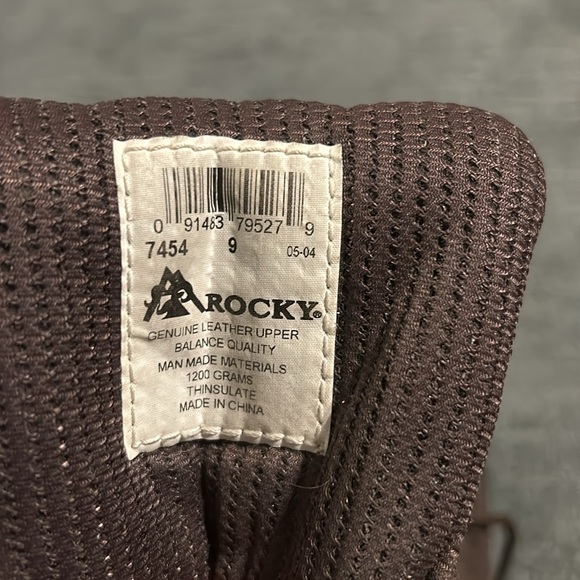 0 91483 79527 9
7454 9 05-04
ROCKY®
GENUINE LEATHER UPPER
BALANCE QUALITY
MAN MADE MATERIALS
1200 GRAMS
THINSULATE
MADE IN CHINA